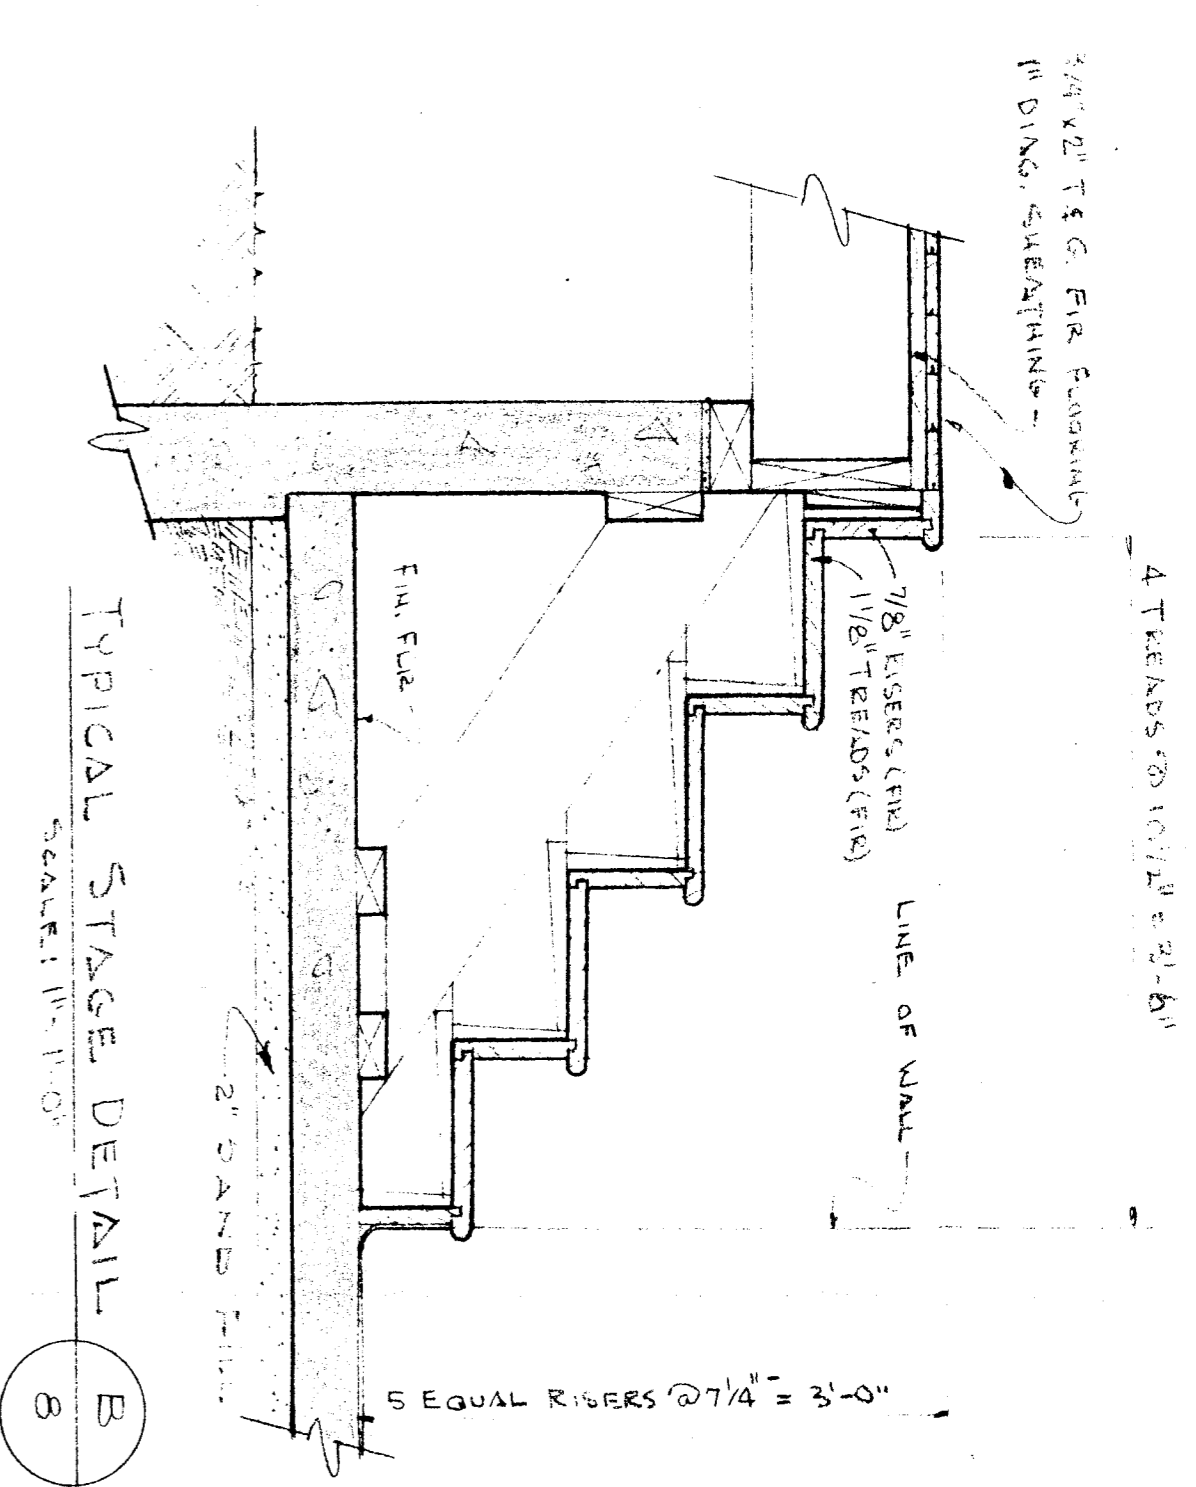 3/4" x 2" T & G. FIR FLOORING
1" DIAG. SHEATHING
4 TREADS @ 10 1/2" = 3'-6"
7/8" RISERS (FIR)
1 1/8" TREADS (FIR)
LINE OF WALL
FIN. FLR
2" SAND FILL
5 EQUAL RISERS @ 7 1/4" = 3'-0"
TYPICAL STAGE DETAIL
SCALE: 1" = 1'-0"
B
8